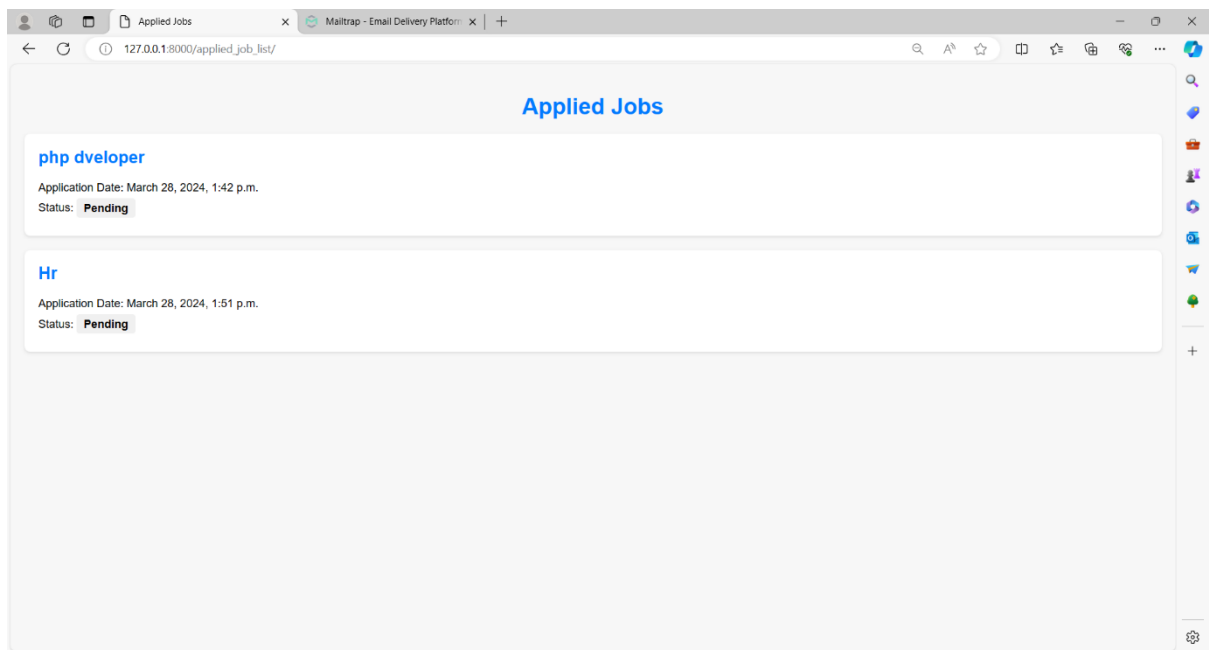 Applied Jobs
Mailtrap - Email Delivery Platform
127.0.0.1:8000/applied_job_list/
Applied Jobs
php dveloper
Application Date: March 28, 2024, 1:42 p.m.
Status: Pending
Hr
Application Date: March 28, 2024, 1:51 p.m.
Status: Pending